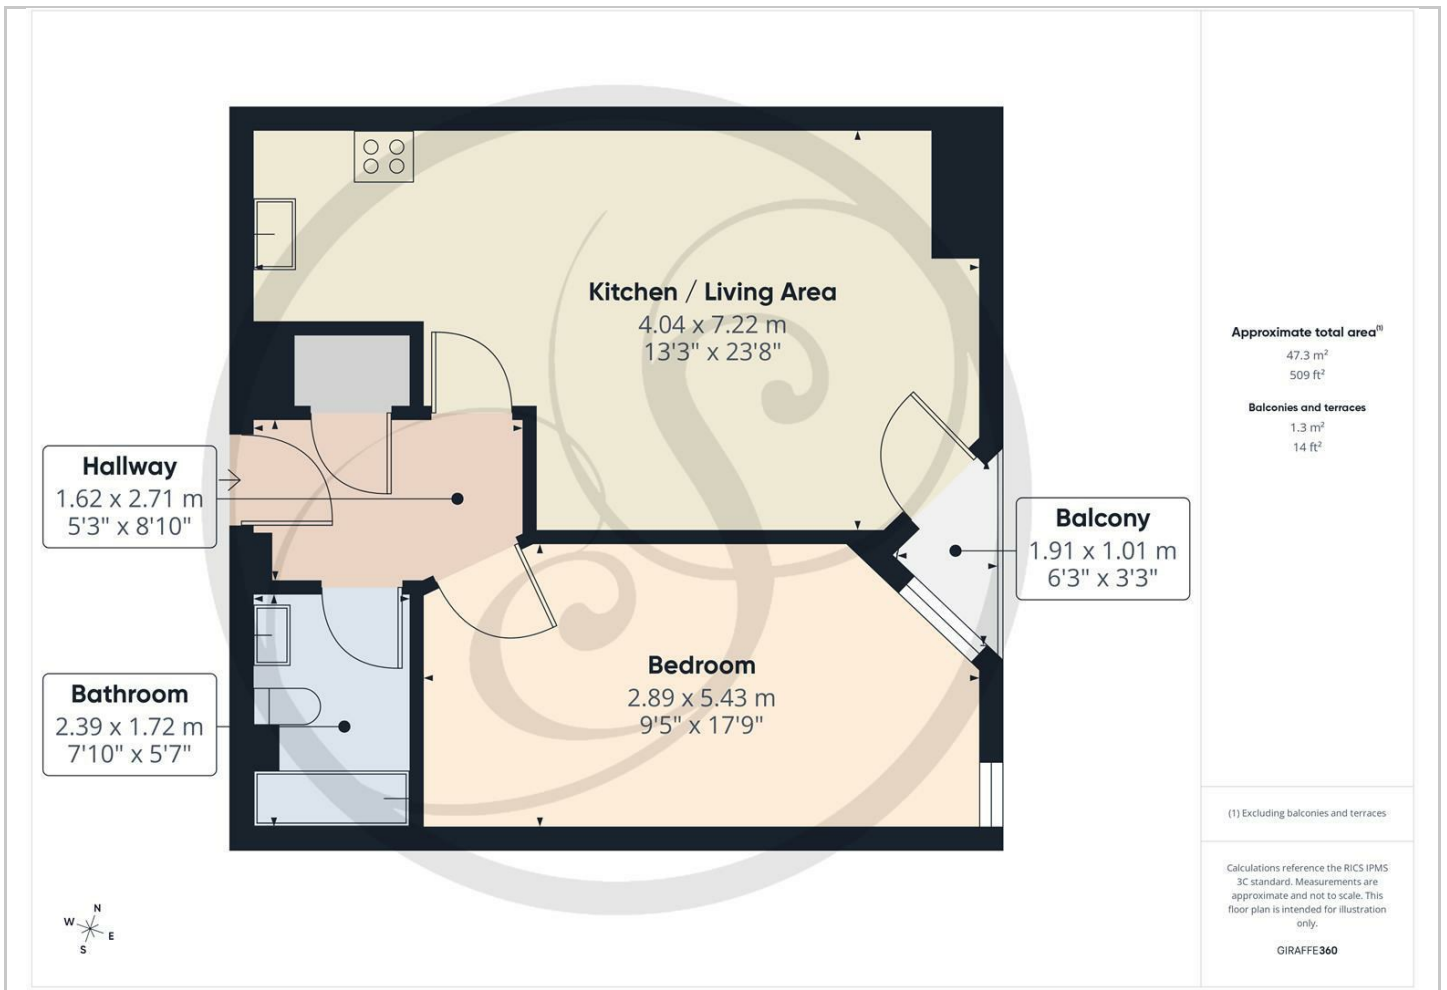 Kitchen / Living Area
4.04 x 7.22 m
13'3" x 23'8"
Hallway
1.62 x 2.71 m
5'3" x 8'10"
Balcony
1.91 x 1.01 m
6'3" x 3'3"
Bedroom
2.89 x 5.43 m
9'5" x 17'9"
Bathroom
2.39 x 1.72 m
7'10" x 5'7"
N
W
E
S
Approximate total area(1)
47.3 m²
509 ft²
Balconies and terraces
1.3 m²
14 ft²
(1) Excluding balconies and terraces
Calculations reference the RICS IPMS
3C standard. Measurements are
approximate and not to scale. This
floor plan is intended for illustration
only.
GIRAFFE360